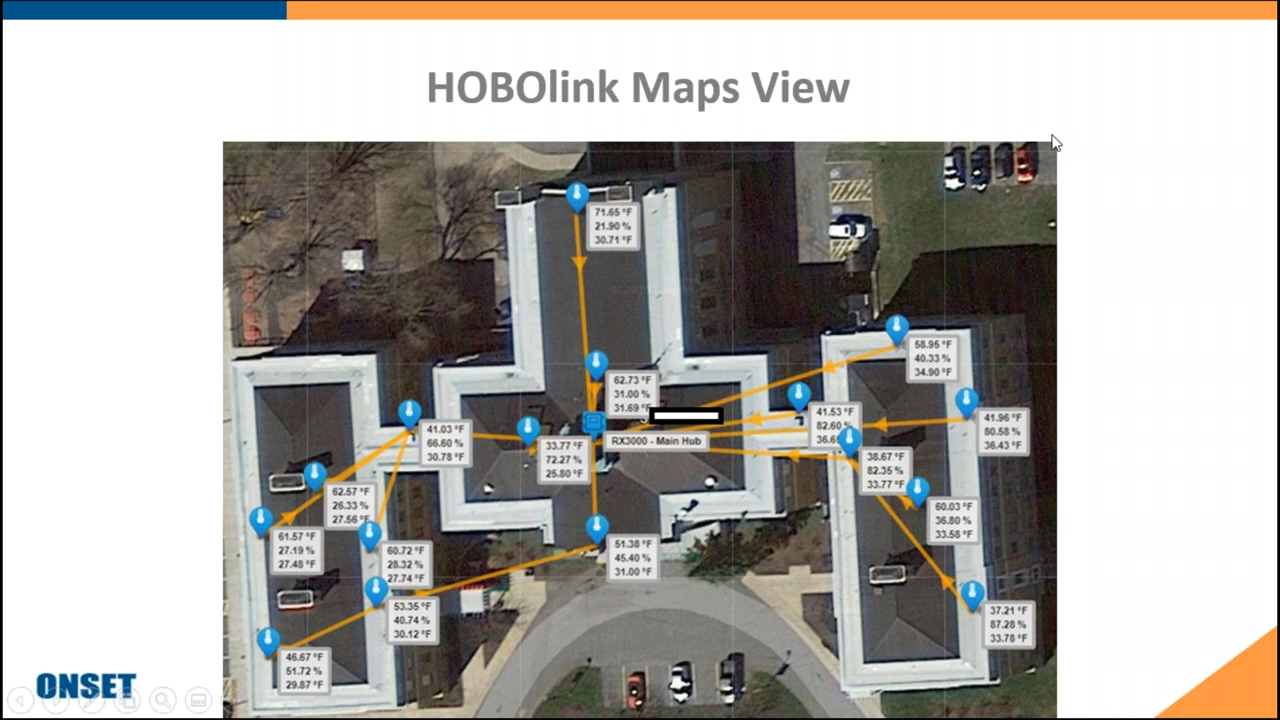 HOBOlink Maps View
71.65 °F
21.90 %
30.71 °F
58.95 °F
40.33 %
34.90 °F
62.73 °F
31.00 %
31.69 °F
41.53 °F
82.60 %
41.96 °F
80.58 %
36.43 °F
41.03 °F
66.60 %
30.78 °F
RX3000 - Main Hub
33.77 °F
72.27 %
25.80 °F
38.67 °F
82.35 %
33.77 °F
62.57 °F
26.33 %
27.56 °F
60.03 °F
36.80 %
33.58 °F
61.57 °F
27.19 %
27.48 °F
60.72 °F
28.32 %
27.74 °F
51.38 °F
45.40 %
31.00 °F
53.35 °F
40.74 %
30.12 °F
37.21 °F
87.28 %
33.78 °F
46.67 °F
51.72 %
29.87 °F
ONSET